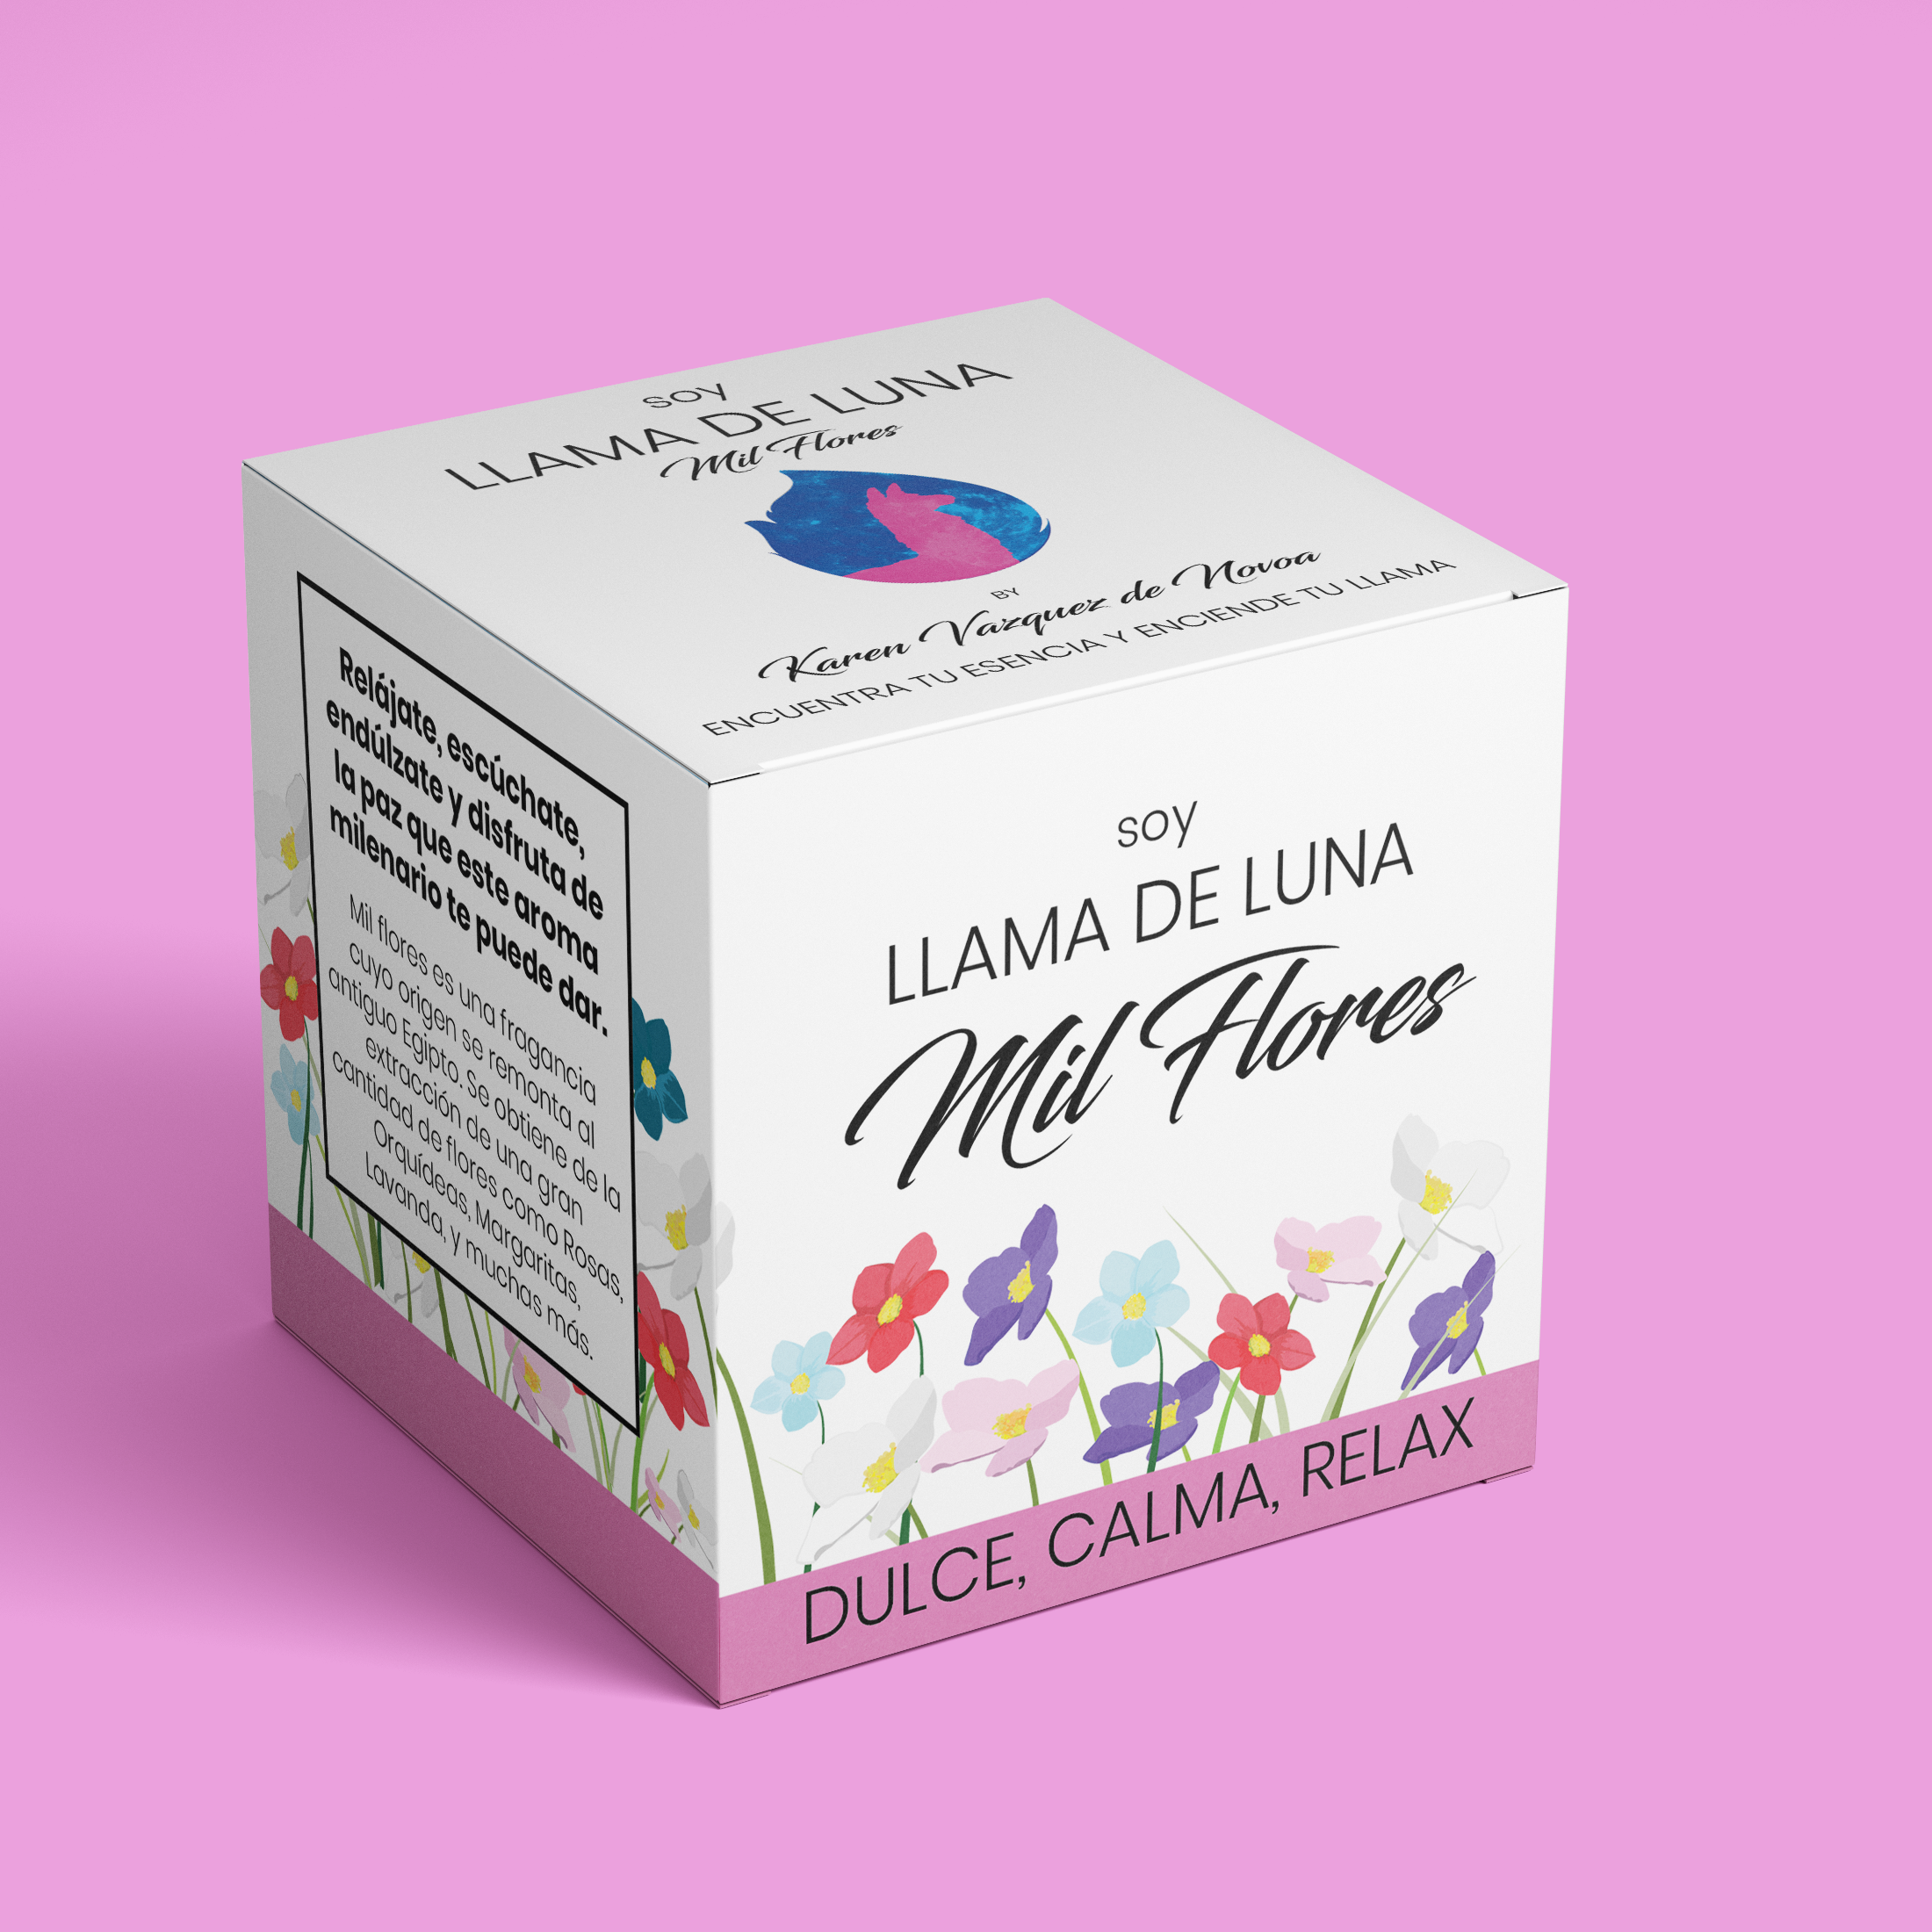 SOY
LLAMA DE LUNA
Mil Flores
BY
Karen Vazquez de Novoa
ENCUENTRA TU ESENCIA Y ENCIENDE TU LLAMA
Relájate, escúchate,
endúlzate y disfruta de
la paz que este aroma
milenario te puede dar.
Mil flores es una fragancia
cuyo origen se remonta al
antiguo Egipto. Se obtiene de la
extracción de una gran
cantidad de flores como Rosas,
Orquídeas, Margaritas,
Lavanda, y muchas más.
soy
LLAMA DE LUNA
Mil Flores
DULCE, CALMA, RELAX